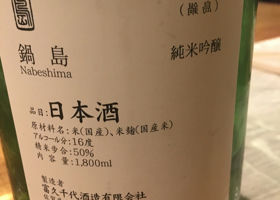 鍋島
Nabeshima
純米吟醸
品目:日本酒
原材料名:米(国産)、米麹(国産米)
アルコール分:16度
精米歩合:50%
内容量:1,800ml
製造者
富久千代酒造有限会社